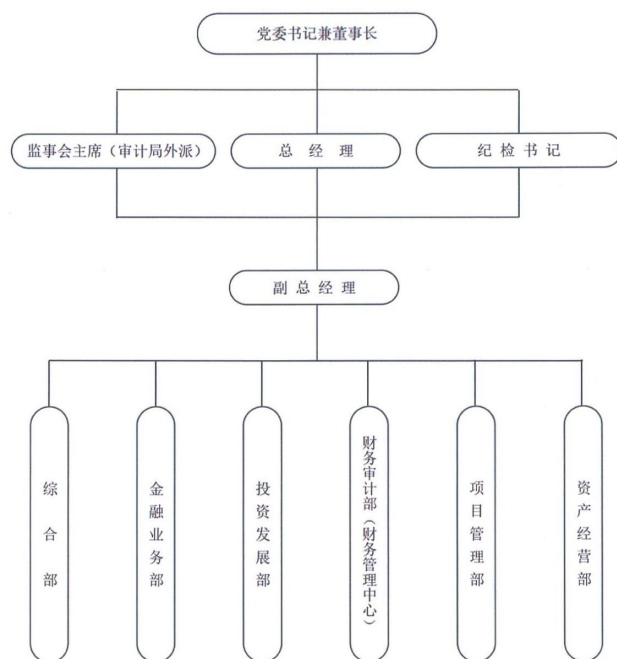 党委书记兼董事长
监事会主席（审计局外派）
总 经 理
纪 检 书 记
副 总 经 理
综合部
金融业务部
投资发展部
财务审计部（财务管理中心）
项目管理部
资产经营部